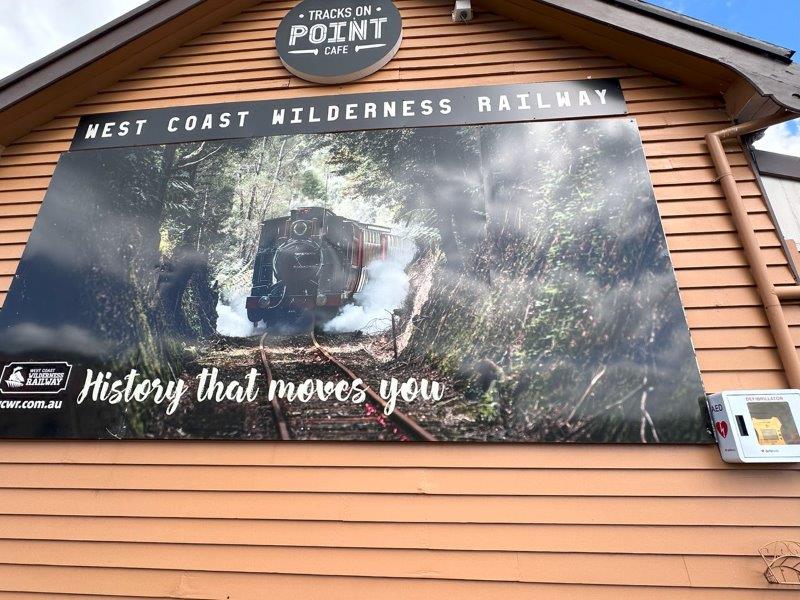 TRACKS ON
POINT
CAFE
WEST COAST WILDERNESS RAILWAY
History that moves you
WEST COAST
WILDERNESS
RAILWAY
cwr.com.au
DEFIBRILLATOR
AED